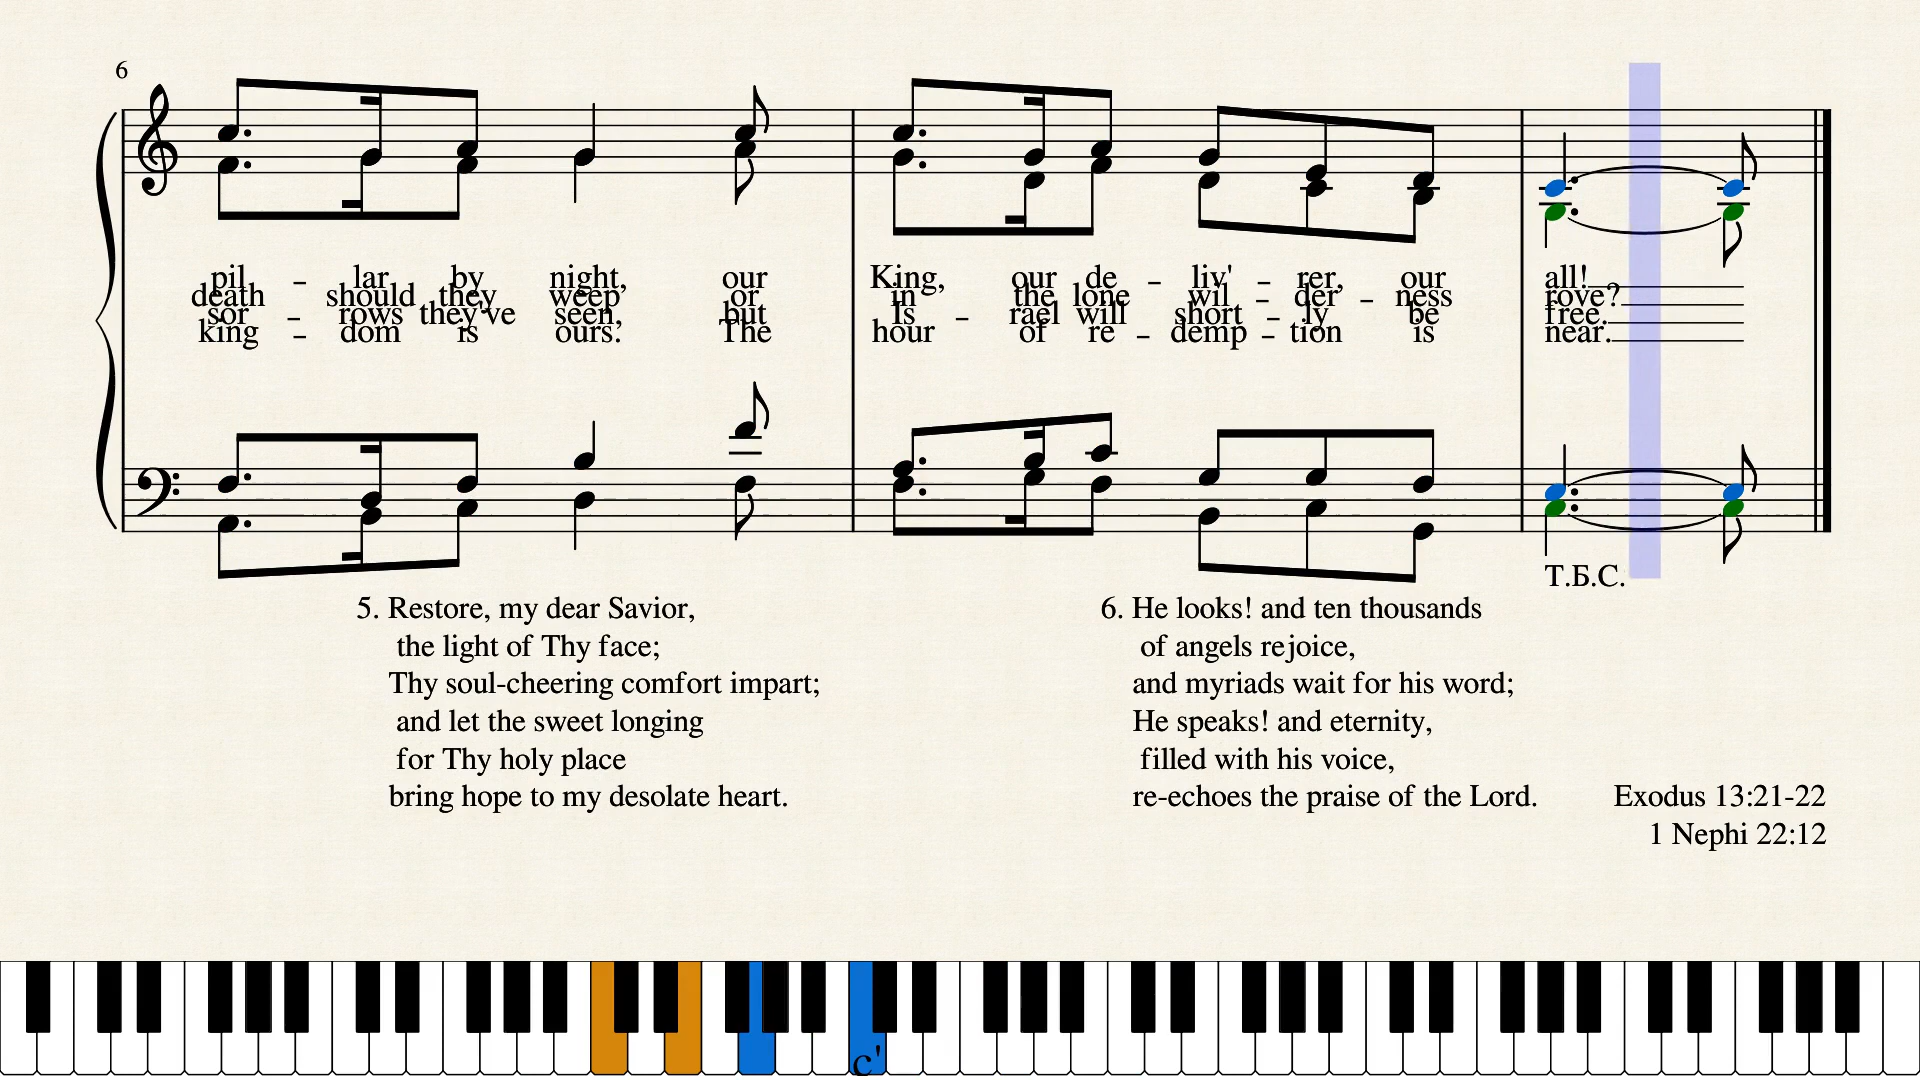 6
pil – lar by night, our King, our de – liv' – rer, our all!
death should they weep or in the lone wil – der – ness rove?
sor – rows they've seen, but Is – rael will short – ly be free.
king – dom is ours. The hour of re – demp – tion is near.
Т.Б.С.
5. Restore, my dear Savior,
the light of Thy face;
Thy soul-cheering comfort impart;
and let the sweet longing
for Thy holy place
bring hope to my desolate heart.
6. He looks! and ten thousands
of angels rejoice,
and myriads wait for his word;
He speaks! and eternity,
filled with his voice,
re-echoes the praise of the Lord.
Exodus 13:21-22
1 Nephi 22:12
c'